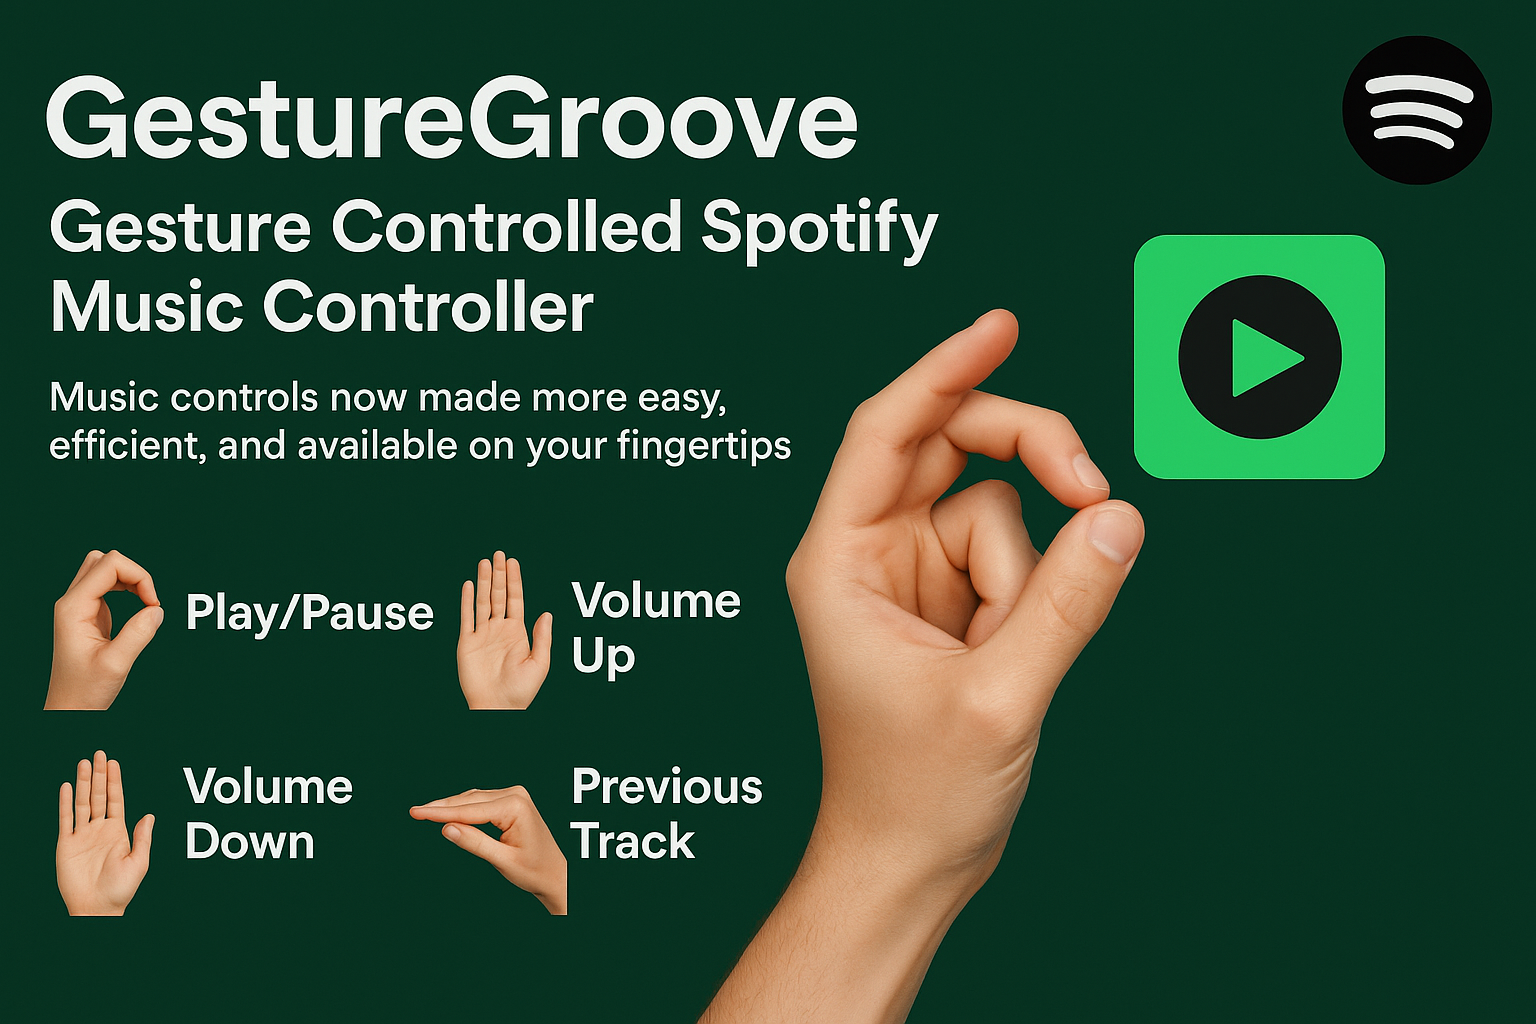 GestureGroove
Gesture Controlled Spotify
Music Controller
Music controls now made more easy,
efficient, and available on your fingertips
Play/Pause
Volume
Up
Volume
Down
Previous
Track